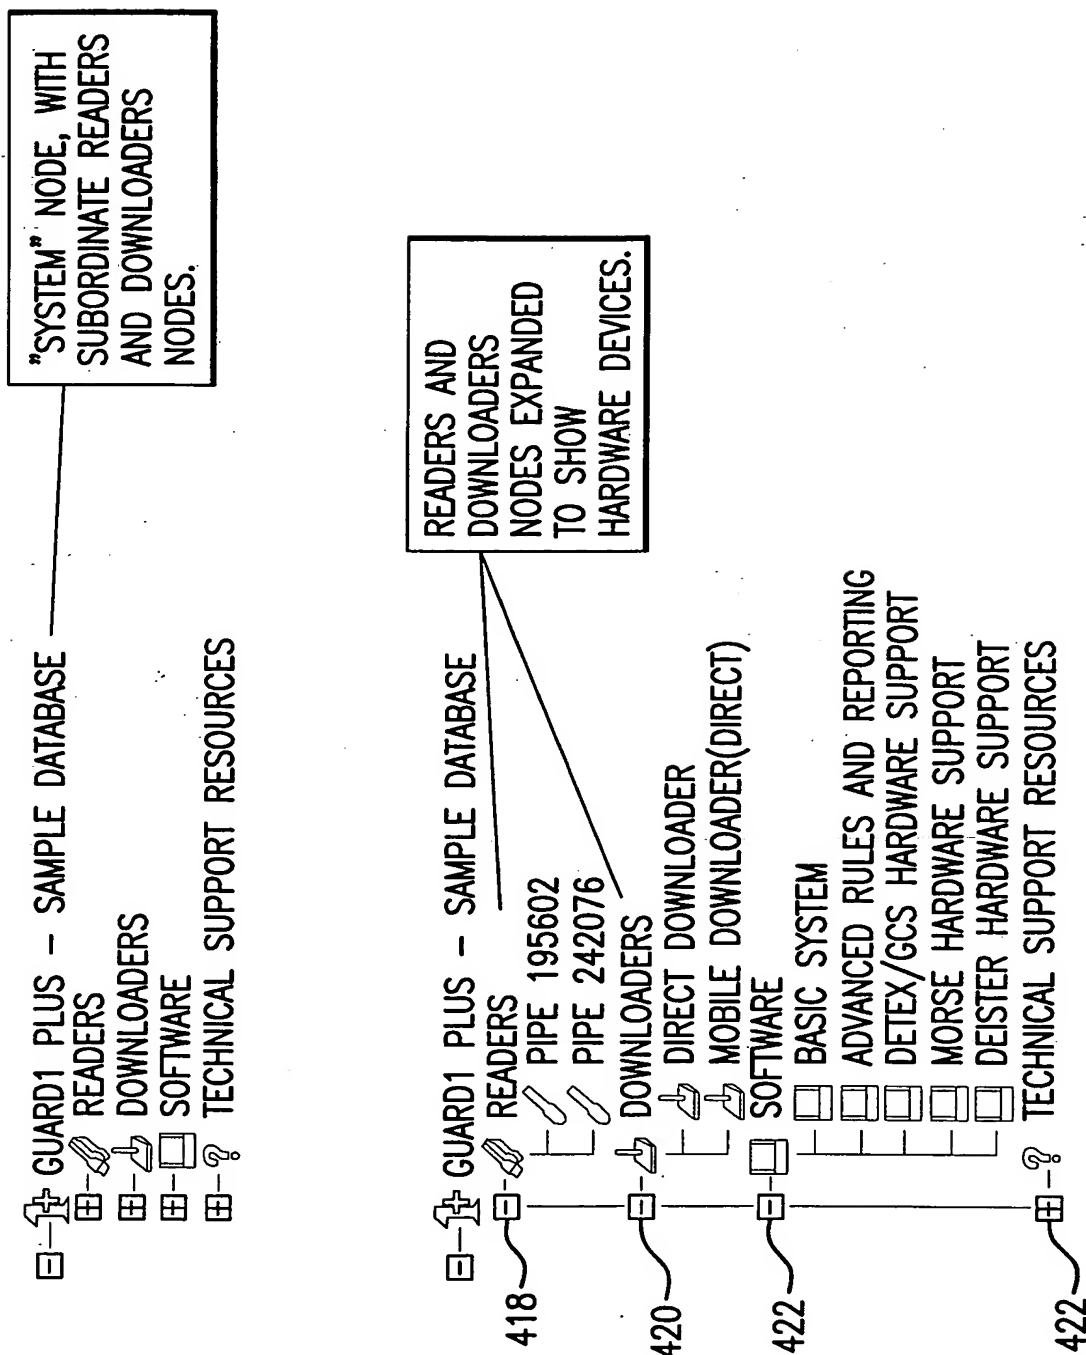 GUARD1 PLUS - SAMPLE DATABASE
READERS
DOWNLOADERS
SOFTWARE
TECHNICAL SUPPORT RESOURCES
"SYSTEM" NODE, WITH
SUBORDINATE READERS
AND DOWNLOADERS
NODES.
GUARD1 PLUS - SAMPLE DATABASE
418
READERS
PIPE 195602
PIPE 242076
420
DOWNLOADERS
DIRECT DOWNLOADER
MOBILE DOWNLOADER(DIRECT)
422
SOFTWARE
BASIC SYSTEM
ADVANCED RULES AND REPORTING
DETEX/GCS HARDWARE SUPPORT
MORSE HARDWARE SUPPORT
DEISTER HARDWARE SUPPORT
422
TECHNICAL SUPPORT RESOURCES
READERS AND
DOWNLOADERS
NODES EXPANDED
TO SHOW
HARDWARE DEVICES.